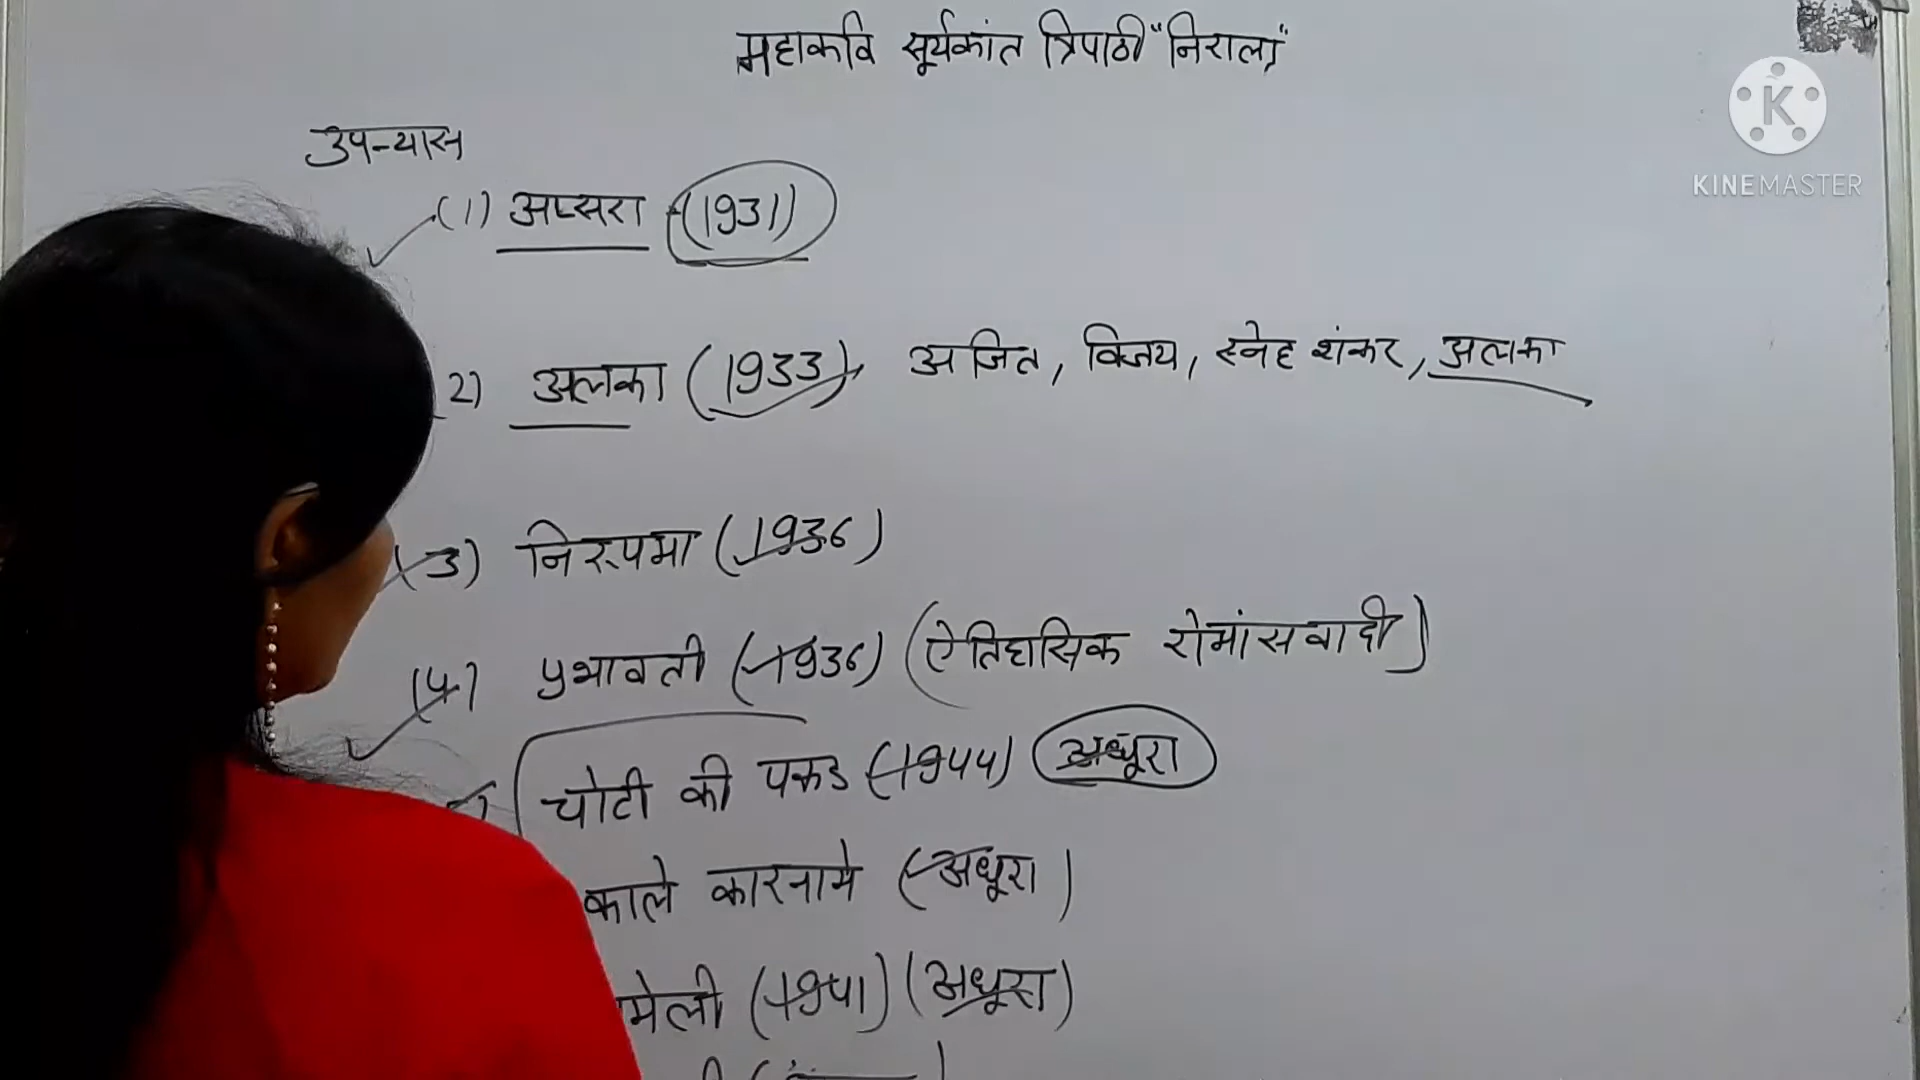 महाकवि सूर्यकांत त्रिपाठी "निराला"
उपन्यास
(1) अप्सरा (1931)
2) अलका (1933), अजित, विजय, स्नेह शंकर, अलका
(3) निरुपमा (1936)
(4) प्रभावती (1936) (ऐतिहासिक रोमांसवादी)
चोटी की पकड (1944) अधूरा
काले कारनामे (अधूरा)
मेली (1941) (अधूरा)
KINEMASTER